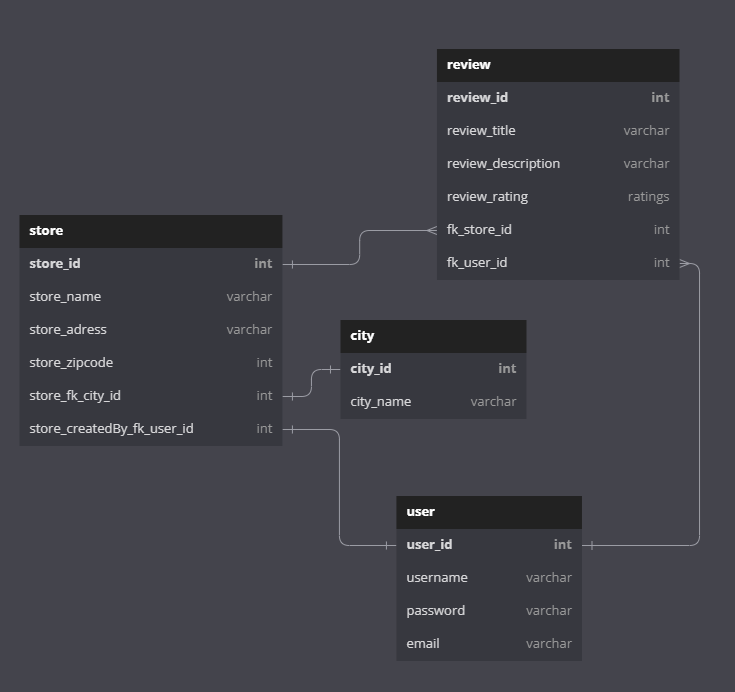 review
review_id int
review_title varchar
review_description varchar
review_rating ratings
fk_store_id int
fk_user_id int
store
store_id int
store_name varchar
store_adress varchar
store_zipcode int
store_fk_city_id int
store_createdBy_fk_user_id int
city
city_id int
city_name varchar
user
user_id int
username varchar
password varchar
email varchar